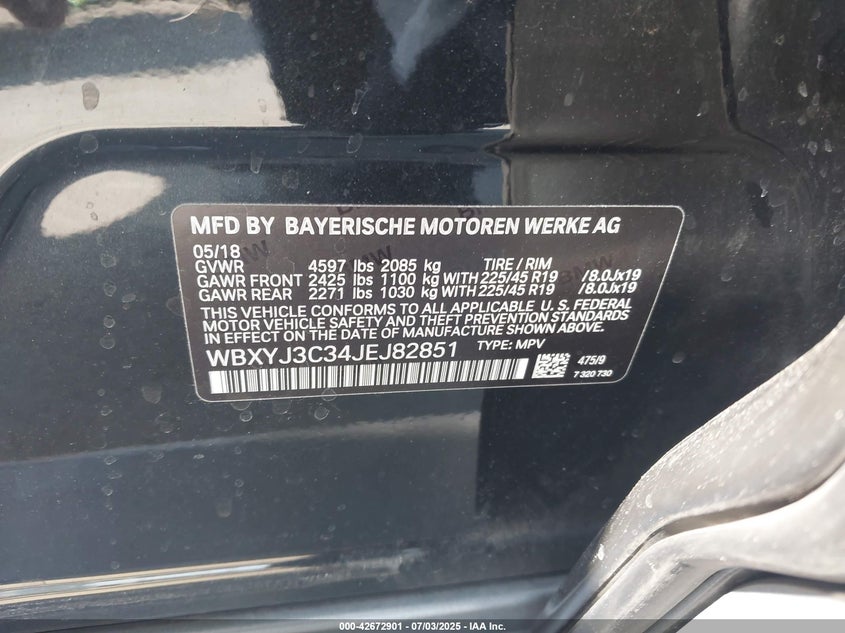 MFD BY BAYERISCHE MOTOREN WERKE AG
05/18
GVWR 4597 lbs 2085 kg TIRE / RIM
GAWR FRONT 2425 lbs 1100 kg WITH 225/45 R19 /8.0Jx19
GAWR REAR 2271 lbs 1030 kg WITH 225/45 R19 /8.0Jx19
THIS VEHICLE CONFORMS TO ALL APPLICABLE U.S. FEDERAL
MOTOR VEHICLE SAFETY AND THEFT PREVENTION STANDARDS
IN EFFECT ON THE DATE OF MANUFACTURE SHOWN ABOVE.
WBXYJ3C34JEJ82851 TYPE: MPV
475/9
7 320 730
000-42672901 - 07/03/2025 - IAA Inc.